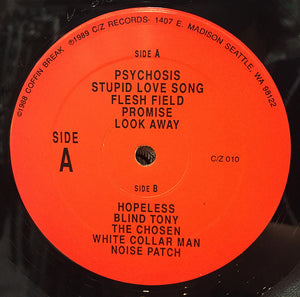 ©1988 COFFIN BREAK ©1989 C/Z RECORDS· 1407 E. MADISON SEATTLE, WA 98122
SIDE A
PSYCHOSIS
STUPID LOVE SONG
FLESH FIELD
PROMISE
LOOK AWAY
SIDE
A
C/Z 010
SIDE B
HOPELESS
BLIND TONY
THE CHOSEN
WHITE COLLAR MAN
NOISE PATCH